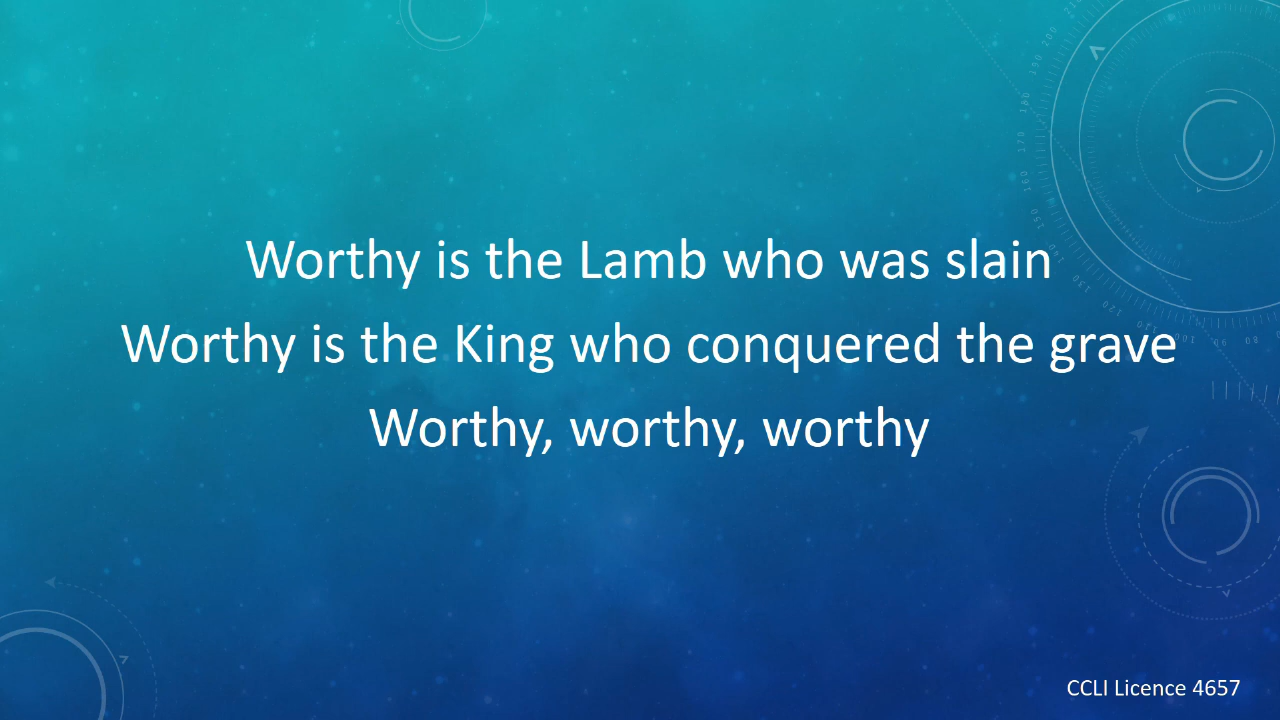 Worthy is the Lamb who was slain
Worthy is the King who conquered the grave
Worthy, worthy, worthy
CCLI Licence 4657